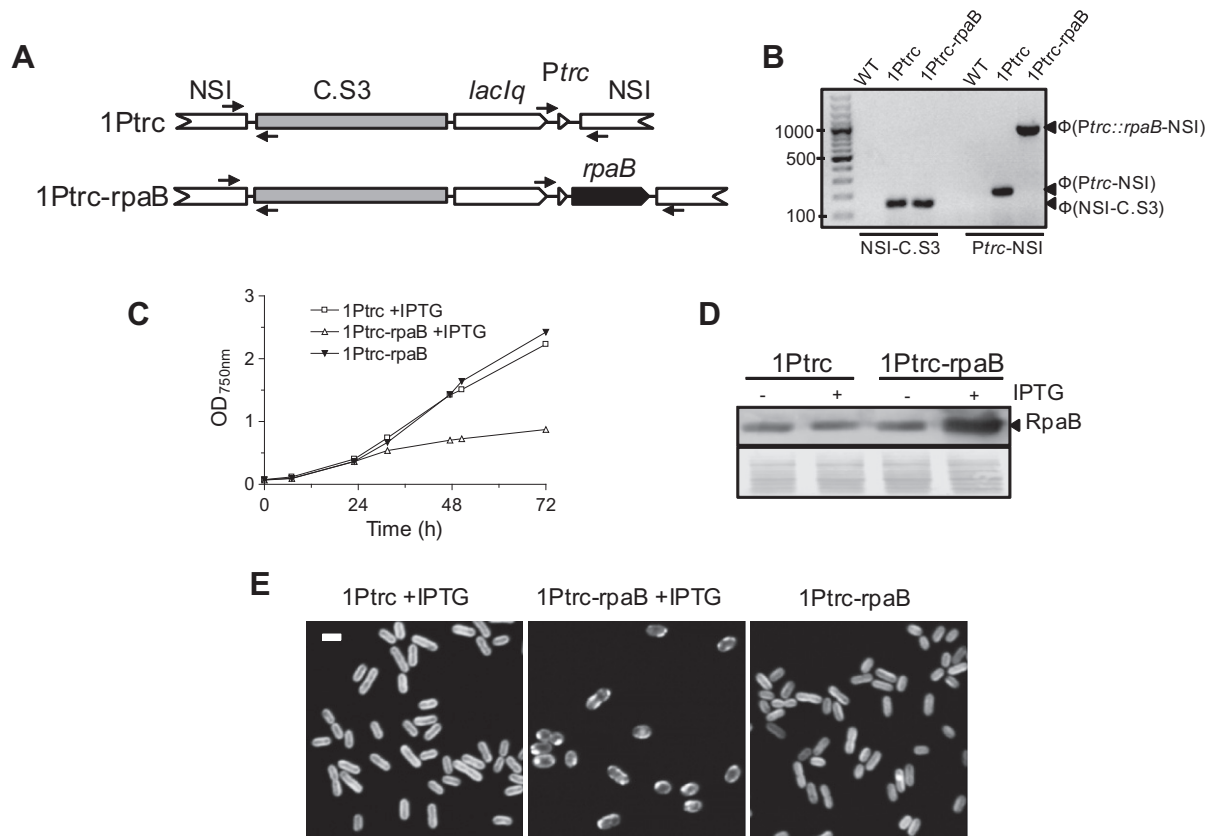 A
NSI
C.S3
lacIq
Ptrc
NSI
1Ptrc
rpaB
1Ptrc-rpaB
B
WT
1Ptrc
1Ptrc-rpaB
WT
1Ptrc
1Ptrc-rpaB
1000
500
100
Φ(Ptrc::rpaB-NSI)
Φ(Ptrc-NSI)
Φ(NSI-C.S3)
NSI-C.S3
Ptrc-NSI
C
3
2
1
0
OD750nm
1Ptrc +IPTG
1Ptrc-rpaB +IPTG
1Ptrc-rpaB
0
24
48
72
Time (h)
D
1Ptrc
1Ptrc-rpaB
- + - + IPTG
RpaB
E
1Ptrc +IPTG
1Ptrc-rpaB +IPTG
1Ptrc-rpaB